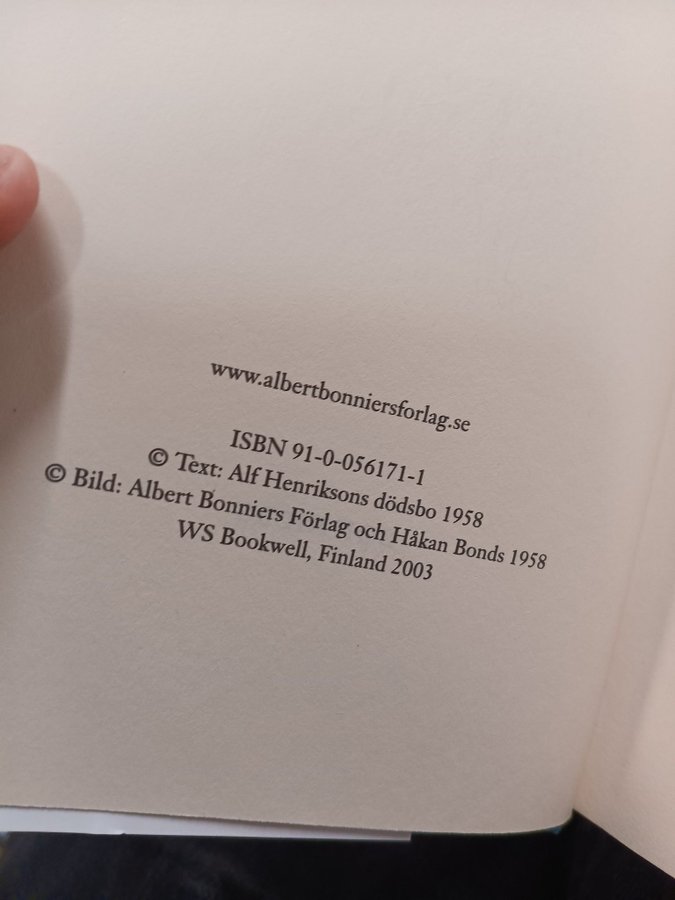 www.albertbonniersforlag.se
ISBN 91-0-056171-1
© Text: Alf Henriksons dödsbo 1958
© Bild: Albert Bonniers Förlag och Håkan Bonds 1958
WS Bookwell, Finland 2003